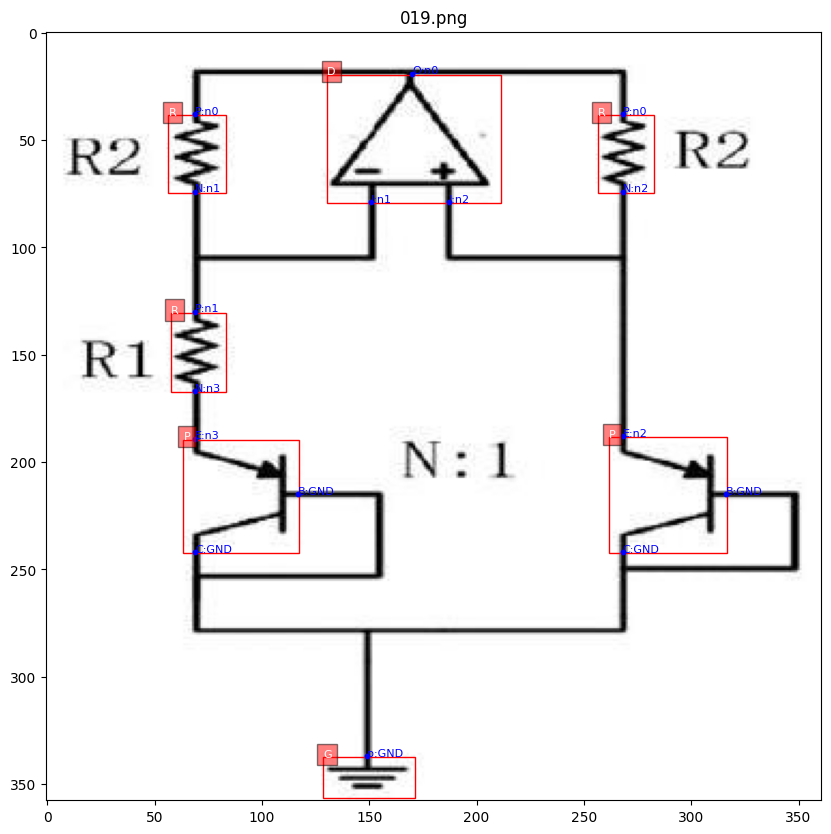 019.png
0
50
100
150
200
250
300
350
0 50 100 150 200 250 300 350
D
O:n0
R
P:n0
R
P:n0
R2
R2
- +
N:n1
N:n2
:n1
:n2
R
P:n1
R1
N:n3
P
E:n3
P
E:n2
N:1
B:GND
B:GND
C:GND
C:GND
G
p:GND